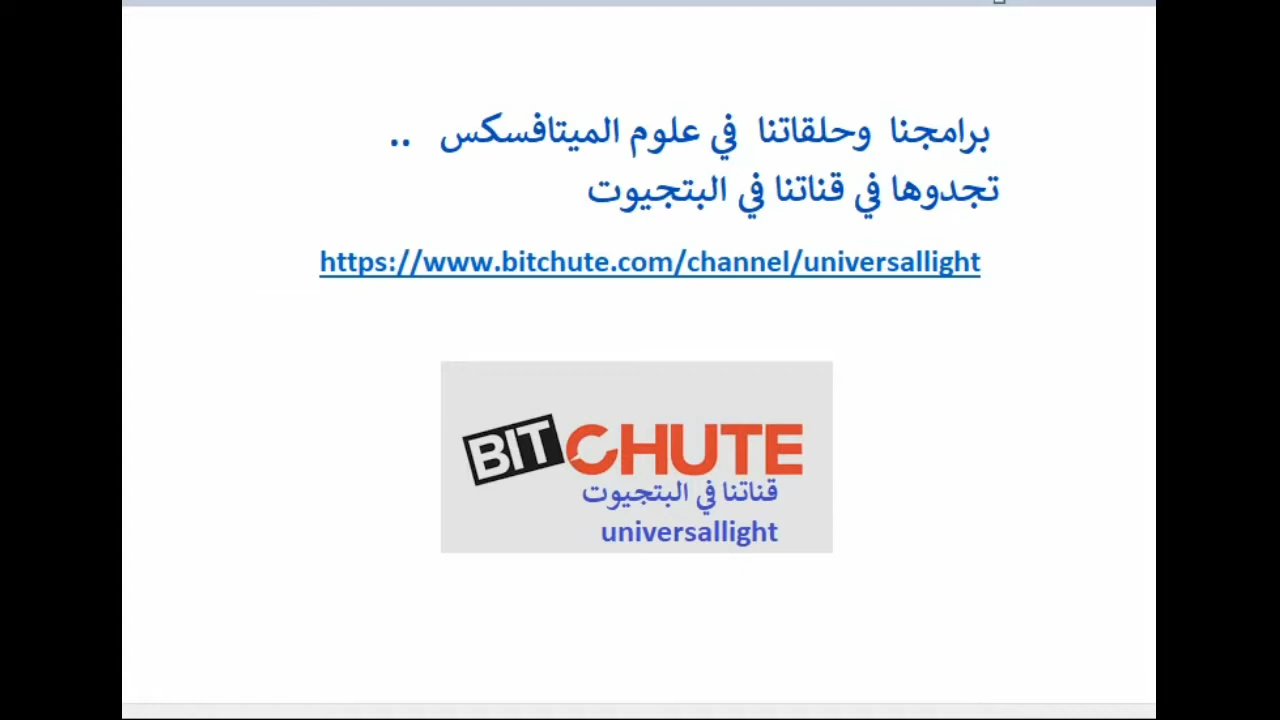 برامجنا وحلقاتنا في علوم الميتافسكس ..
تجدوها في قناتنا في البتجيوت
https://www.bitchute.com/channel/universallight
BITCHUTE
قناتنا في البتجيوت
universallight